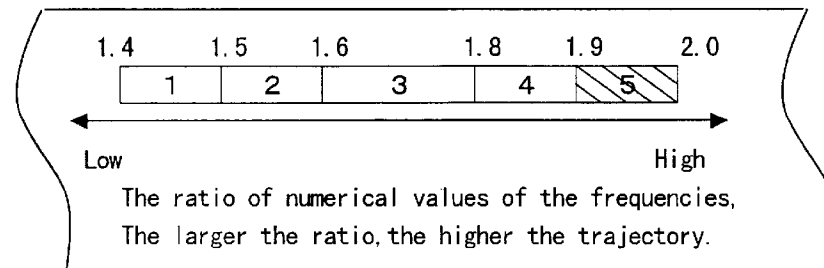 1.4 1.5 1.6 1.8 1.9 2.0
1 2 3 4 5
Low High
The ratio of numerical values of the frequencies,
The larger the ratio, the higher the trajectory.